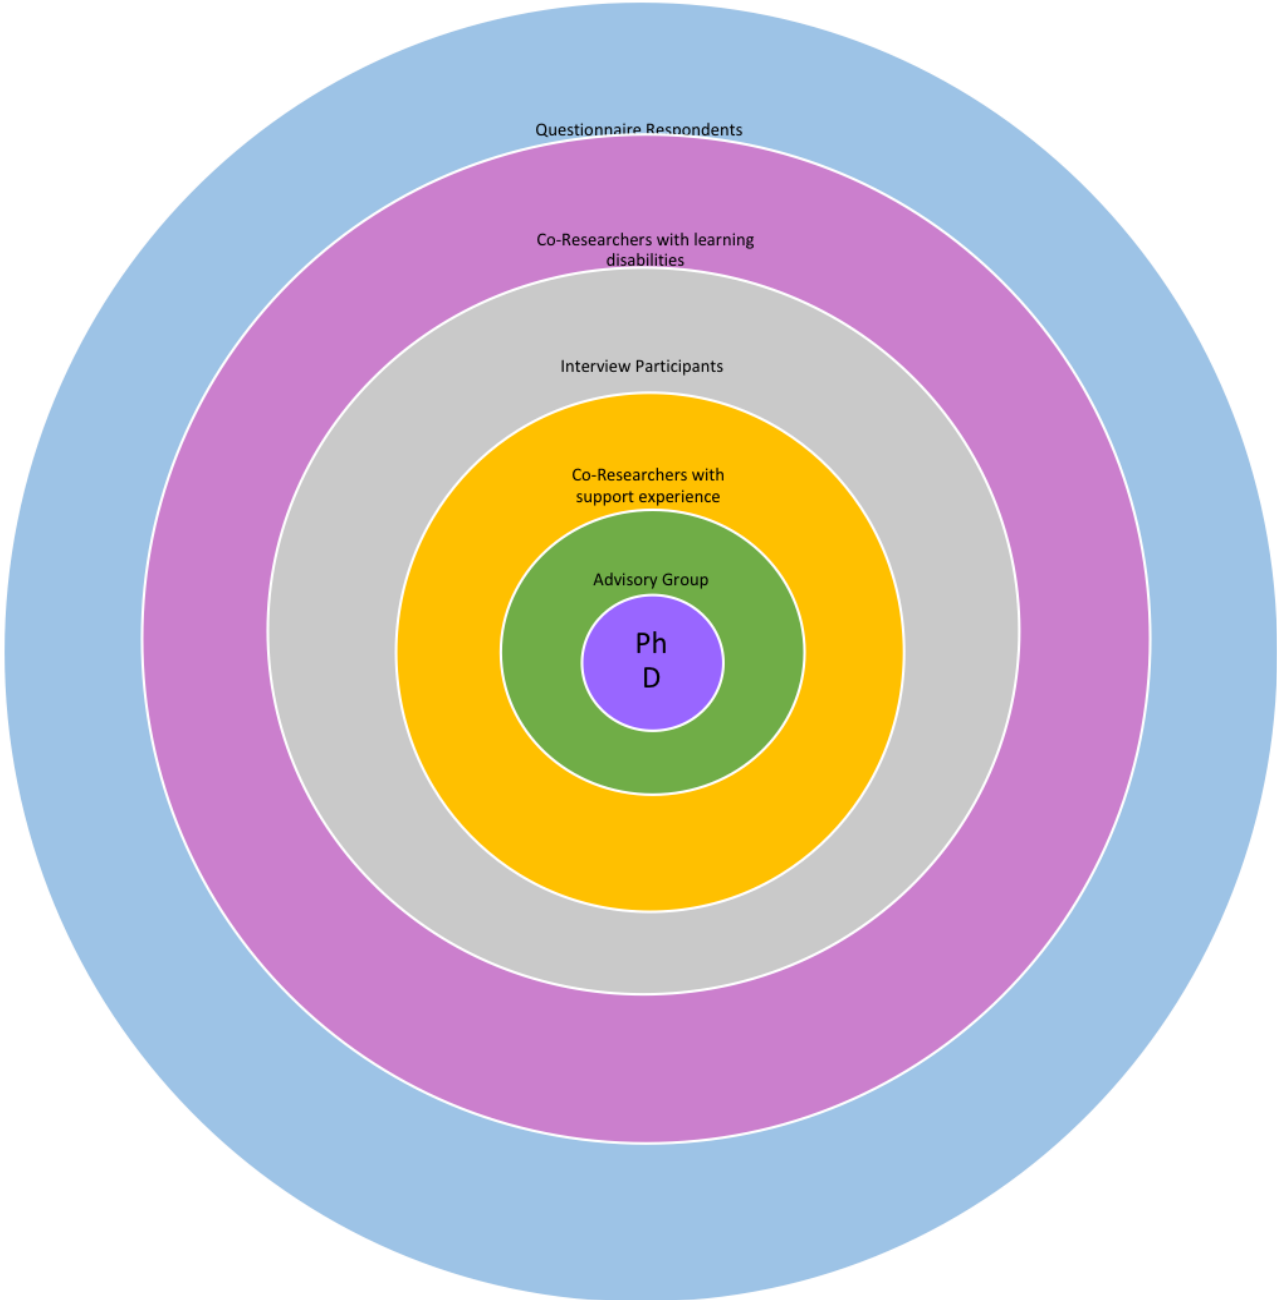 Questionnaire Respondents
Co-Researchers with learning
disabilities
Interview Participants
Co-Researchers with
support experience
Advisory Group
Ph
D